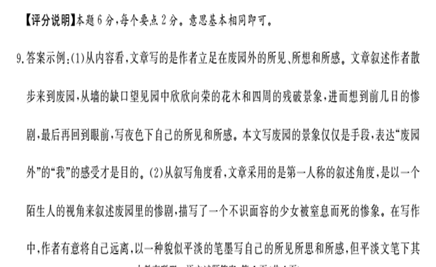 【评分说明】本题6分,每个要点2分。意思基本相同即可。
9.答案示例:(1)从内容看,文章写的是作者立足在废园外的所见、所想和所感。文章叙述作者散
步来到废园,从墙的缺口望见园中欣欣向荣的花木和四周的残破景象,进而想到前几日的惨
剧,最后再回到眼前,写夜色下自己的所见和所感。本文写废园的景象仅仅是手段,表达“废园
外”的“我”的感受才是目的。(2)从叙写角度看,文章采用的是第一人称的叙述角度,是以一个
陌生人的视角来叙述废园里的惨剧,描写了一个不识面容的少女被窒息而死的惨象。在写作
中,作者有意将自己远离,以一种貌似平淡的笔墨写自己的所见所思和所感,但平淡文笔下其